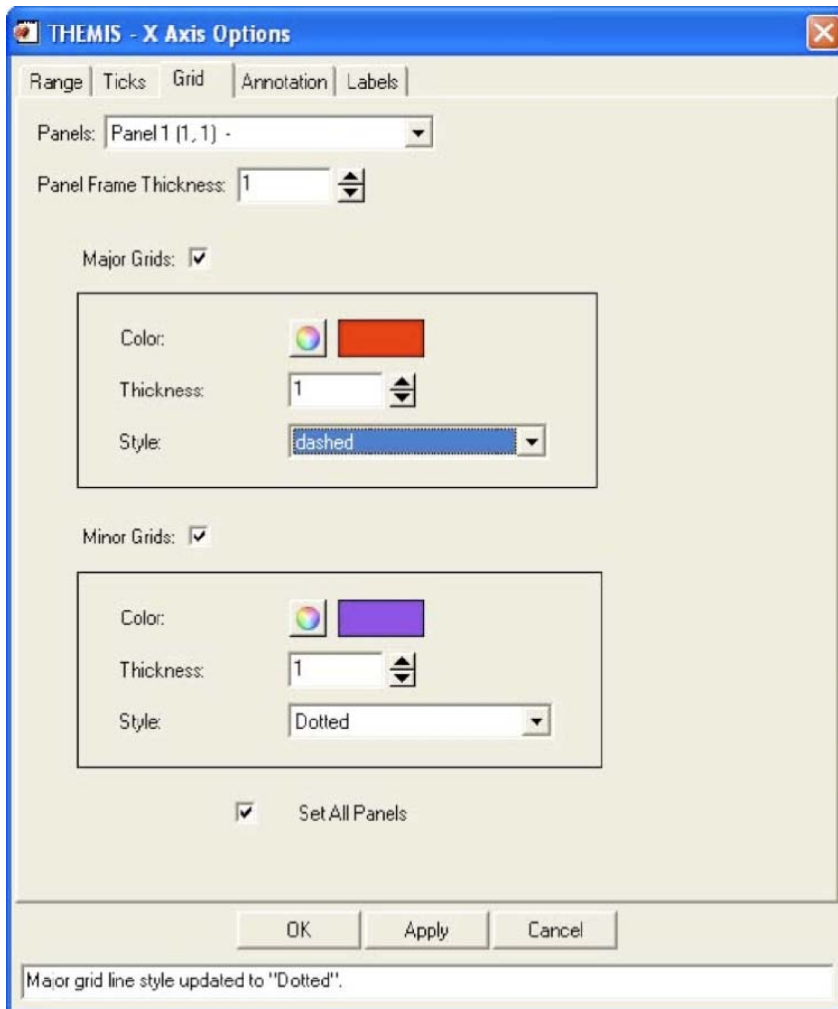 THEMIS - X Axis Options
Range Ticks Grid Annotation Labels
Panels: Panel 1 (1, 1) -
Panel Frame Thickness: 1
Major Grids:
Color:
Thickness: 1
Style: dashed
Minor Grids:
Color:
Thickness: 1
Style: Dotted
Set All Panels
OK Apply Cancel
Major grid line style updated to "Dotted".